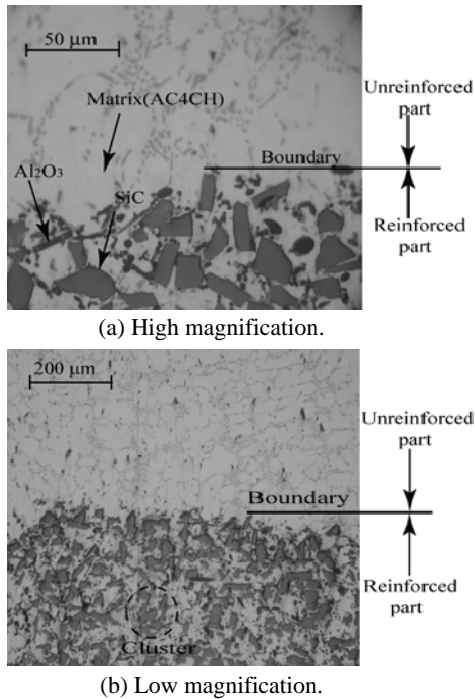 50 μm
Matrix(AC4CH)
Al₂O₃
SiC
Boundary
Unreinforced
part
Reinforced
part
(a) High magnification.
200 μm
Boundary
Unreinforced
part
Reinforced
part
Cluster
(b) Low magnification.